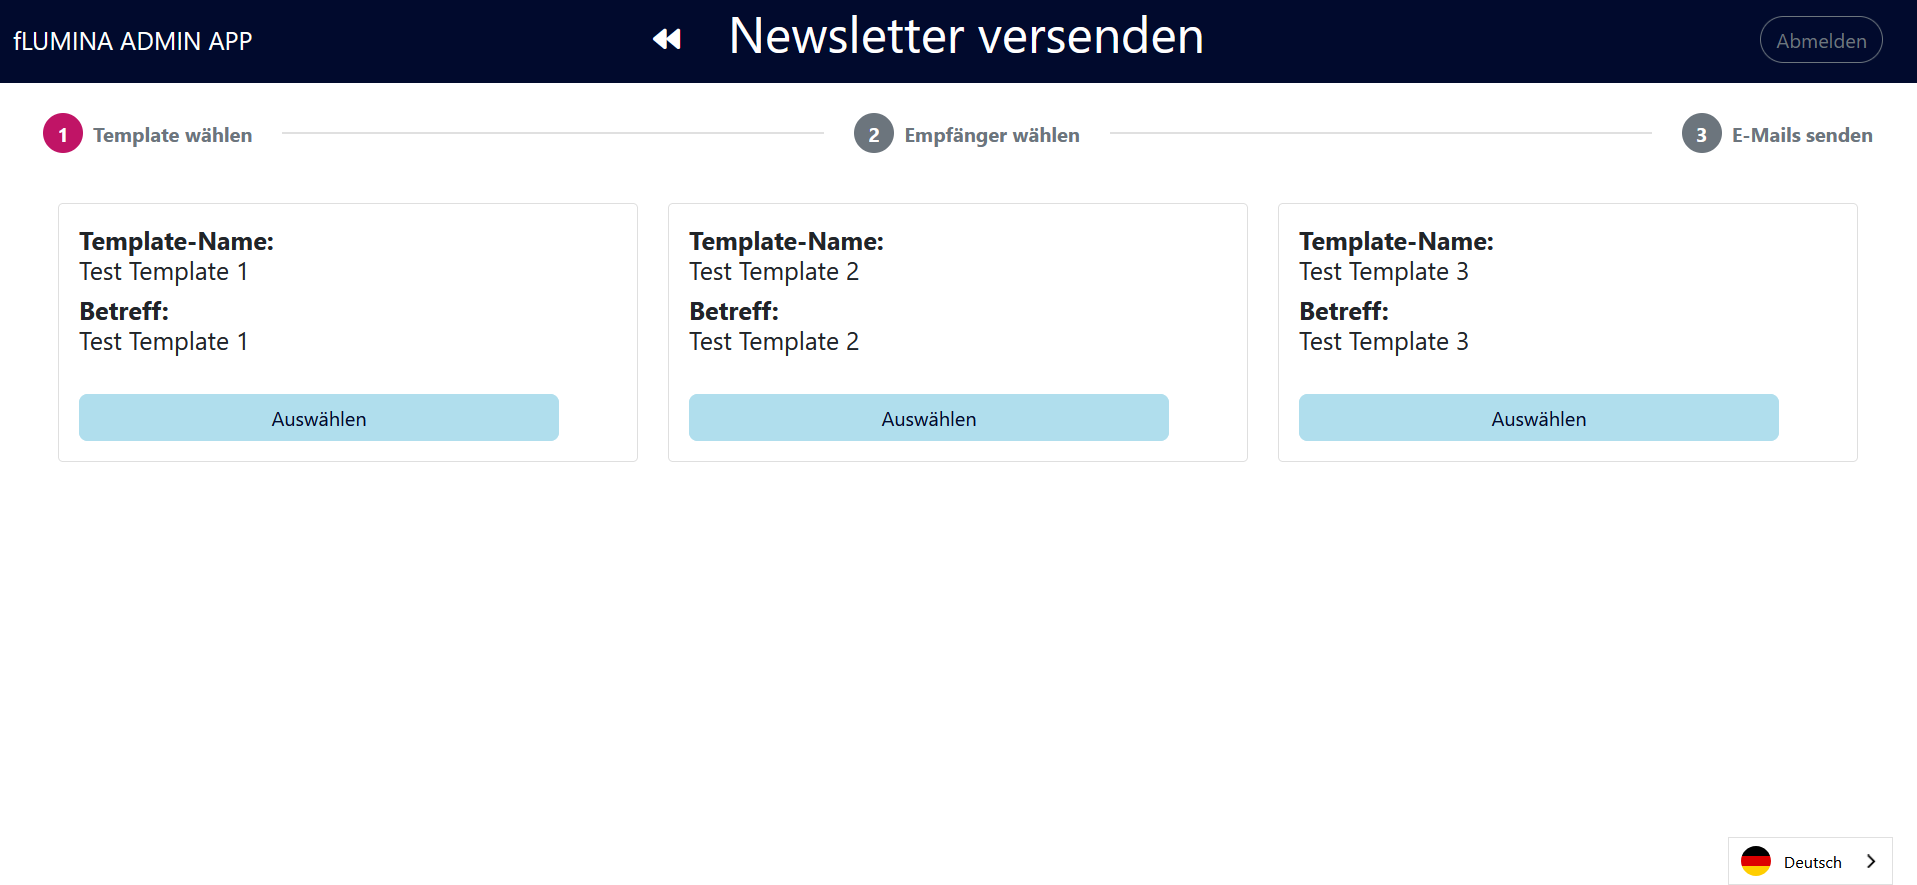 fLUMINA ADMIN APP
Newsletter versenden
Abmelden
1 Template wählen
2 Empfänger wählen
3 E-Mails senden
Template-Name:
Test Template 1
Betreff:
Test Template 1
Auswählen
Template-Name:
Test Template 2
Betreff:
Test Template 2
Auswählen
Template-Name:
Test Template 3
Betreff:
Test Template 3
Auswählen
Deutsch